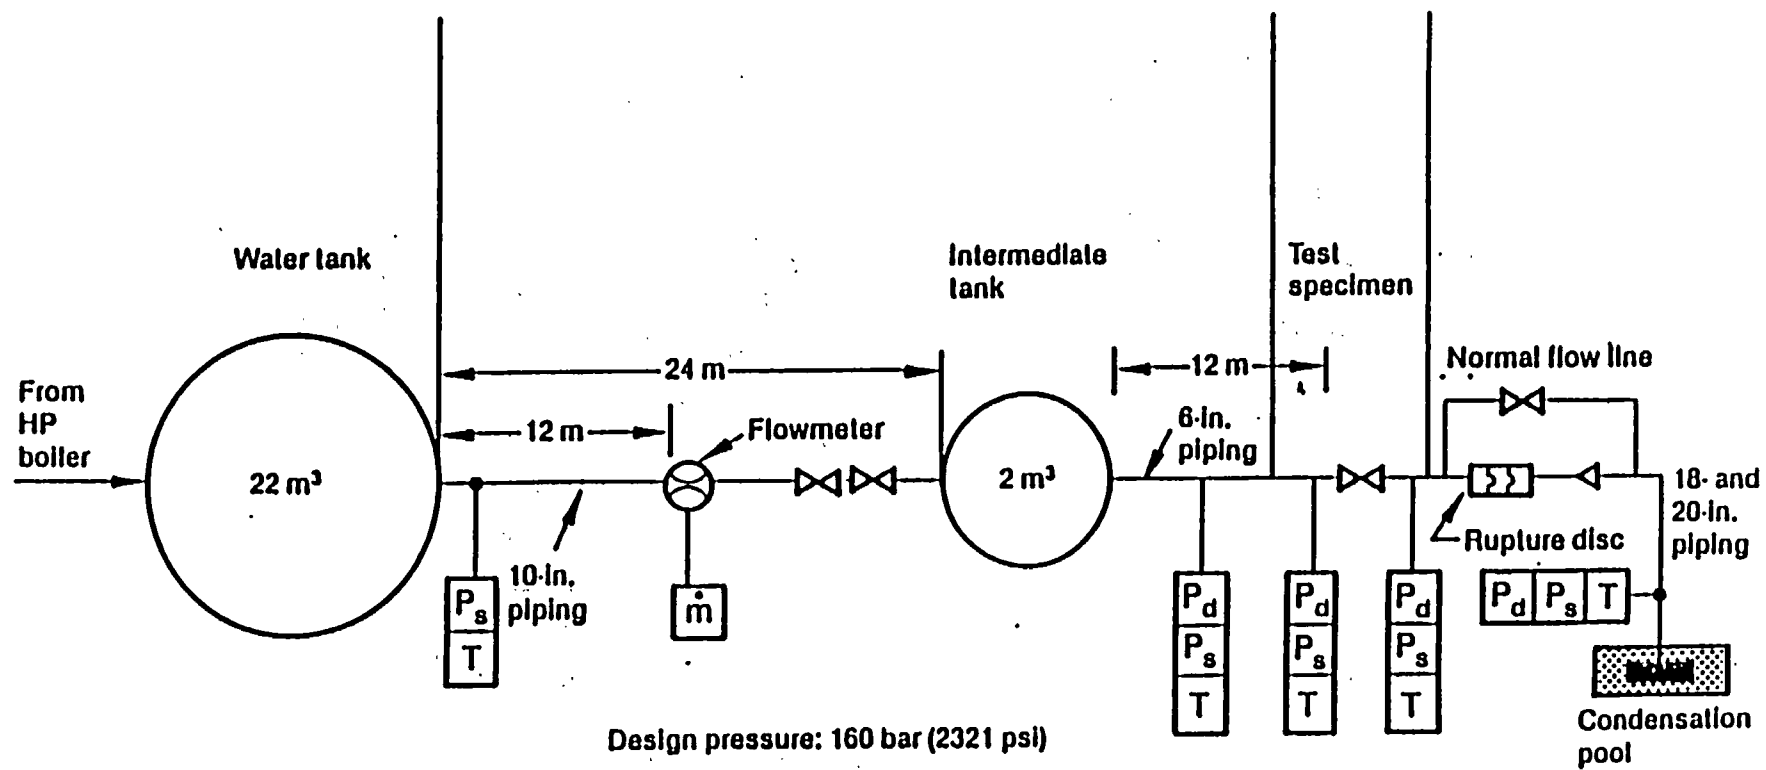 Water tank
Intermediate
tank
Test
specimen
24 m
12 m
Normal flow line
From
HP
boiler
12 m
Flowmeter
6-in.
piping
22 m³
2 m³
18- and
20-in.
piping
Rupture disc
10-in.
piping
Ps
T
ṁ
Pd
Ps
T
Pd
Ps
T
Pd
Ps
T
Pd Ps T
Condensation
pool
Design pressure: 160 bar (2321 psi)